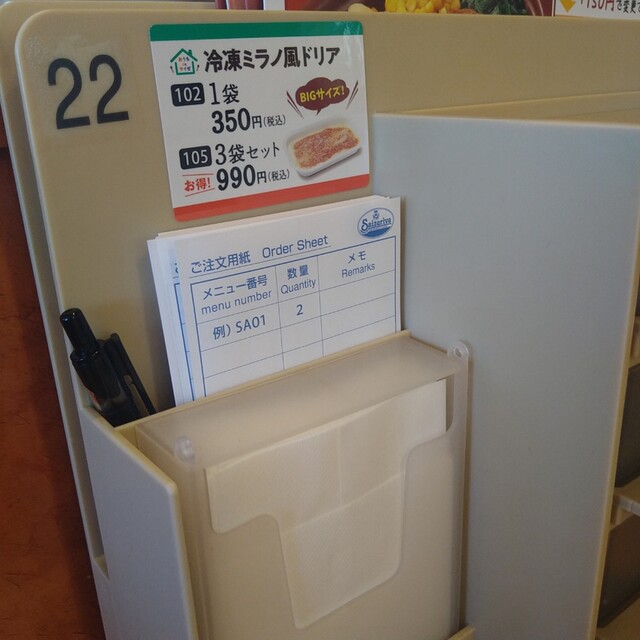 22
冷凍ミラノ風ドリア
102 1袋
350円(税込)
BIGサイズ!
105 3袋セット
お得! 990円(税込)
Saizeriya
ご注文用紙 Order Sheet
メニュー番号 数量 メモ
menu number Quantity Remarks
例) SA01 2